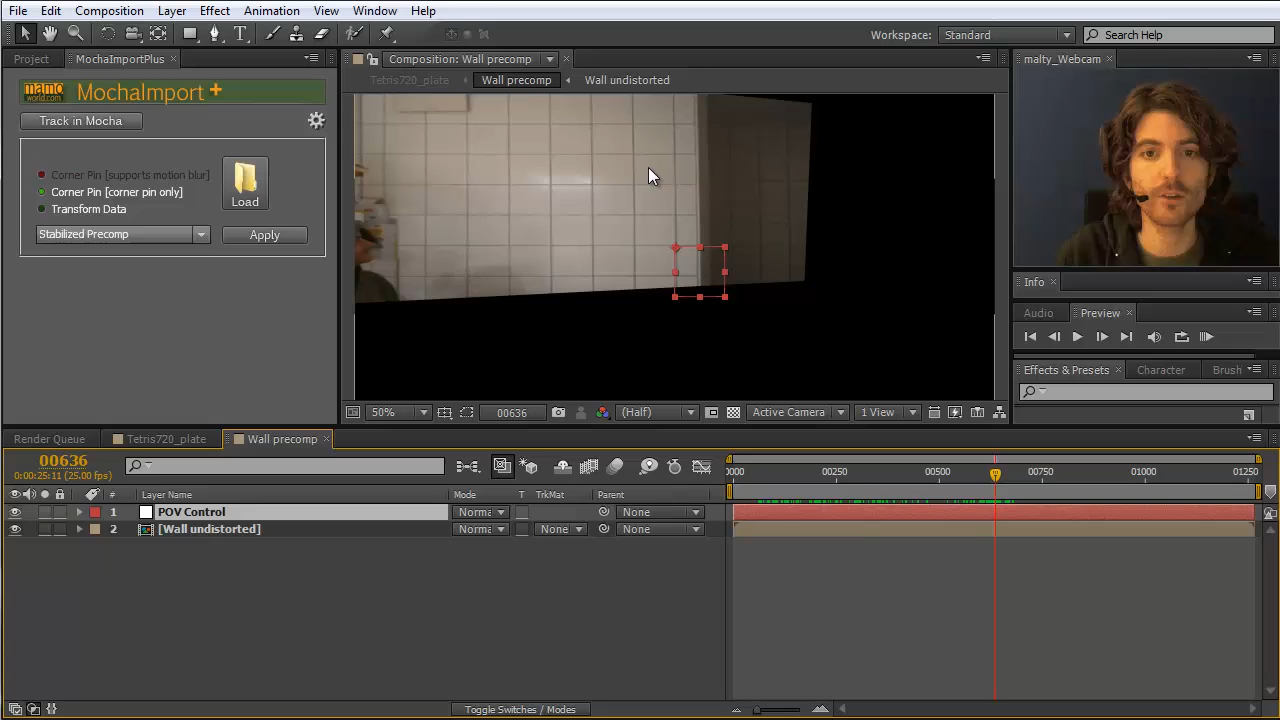 File Edit Composition Layer Effect Animation View Window Help
Workspace: Standard Search Help
Project MochaImportPlus
mamoworld.com MochaImport +
Track in Mocha
Corner Pin [supports motion blur]
Corner Pin [corner pin only]
Transform Data
Load
Stabilized Precomp
Apply
Composition: Wall precomp
Tetris720_plate Wall precomp Wall undistorted
50% 00636 (Half) Active Camera 1 View
malty_Webcam
Info
Audio Preview
Effects & Presets Character Brush
Render Queue Tetris720_plate Wall precomp
00636
0:00:25:11 (25.00 fps)
# Layer Name Mode T TrkMat Parent
0000 00250 00500 00750 01000 01250
1 POV Control Norma None
2 [Wall undistorted] Norma None None
Toggle Switches / Modes